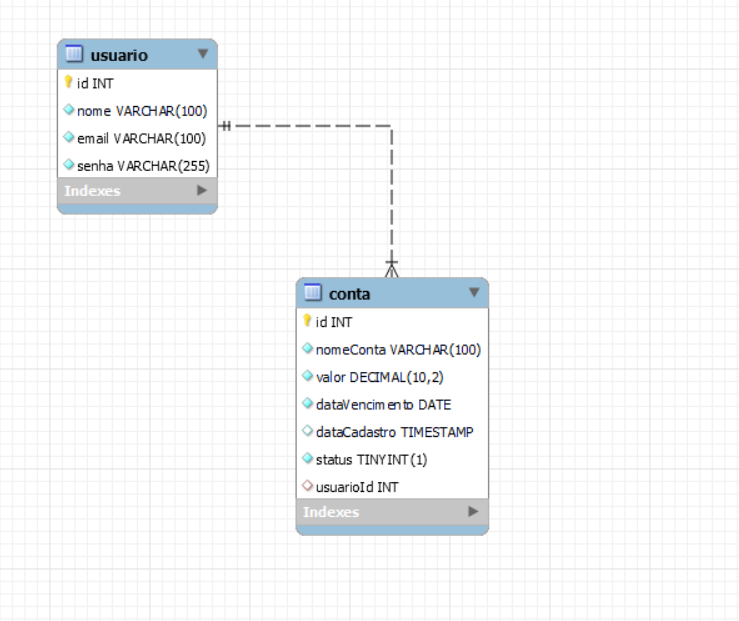 usuario
id INT
nome VARCHAR(100)
email VARCHAR(100)
senha VARCHAR(255)
Indexes
conta
id INT
nomeConta VARCHAR(100)
valor DECIMAL(10,2)
dataVencimento DATE
dataCadastro TIMESTAMP
status TINYINT(1)
usuarioId INT
Indexes